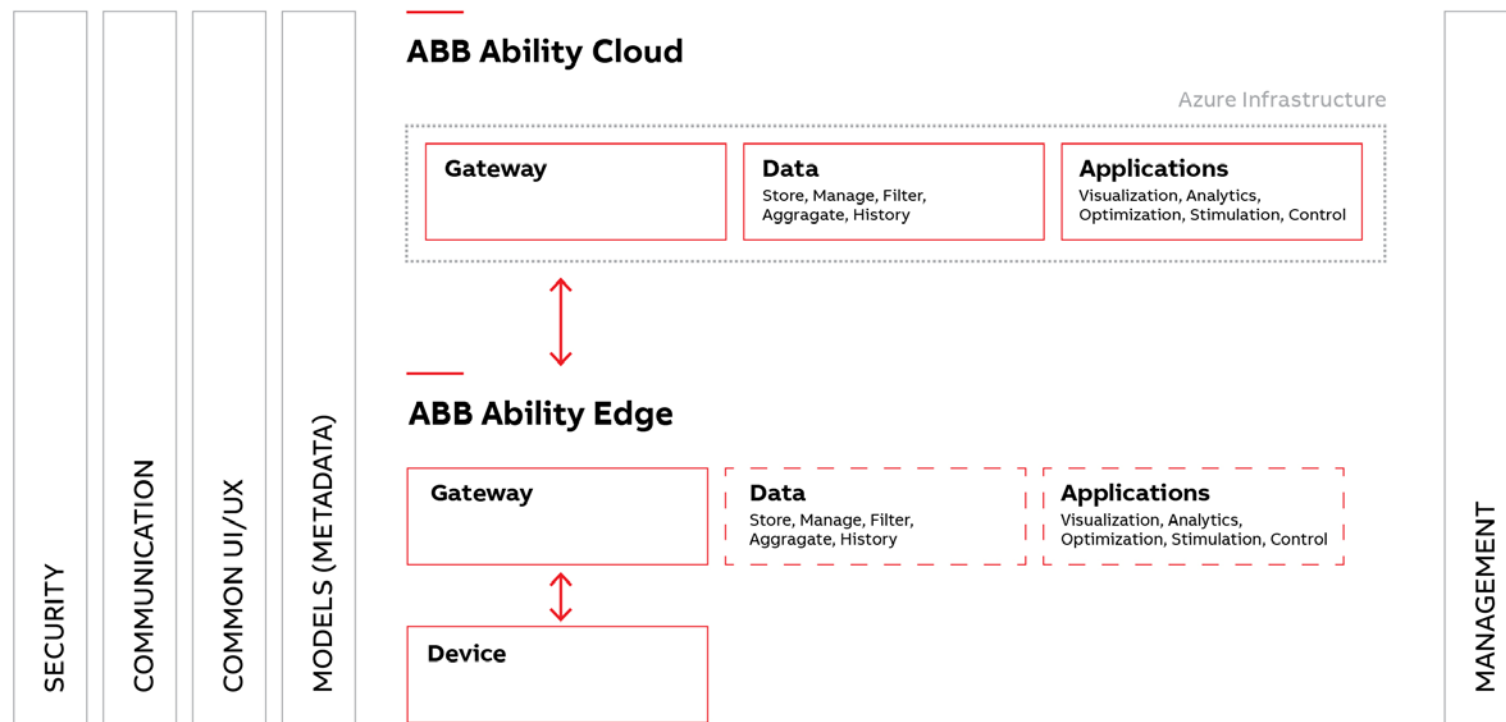 ABB Ability Cloud
Azure Infrastructure
Gateway
Data
Store, Manage, Filter,
Aggragate, History
Applications
Visualization, Analytics,
Optimization, Stimulation, Control
ABB Ability Edge
Gateway
Data
Store, Manage, Filter,
Aggragate, History
Applications
Visualization, Analytics,
Optimization, Stimulation, Control
Device
SECURITY
COMMUNICATION
COMMON UI/UX
MODELS (METADATA)
MANAGEMENT